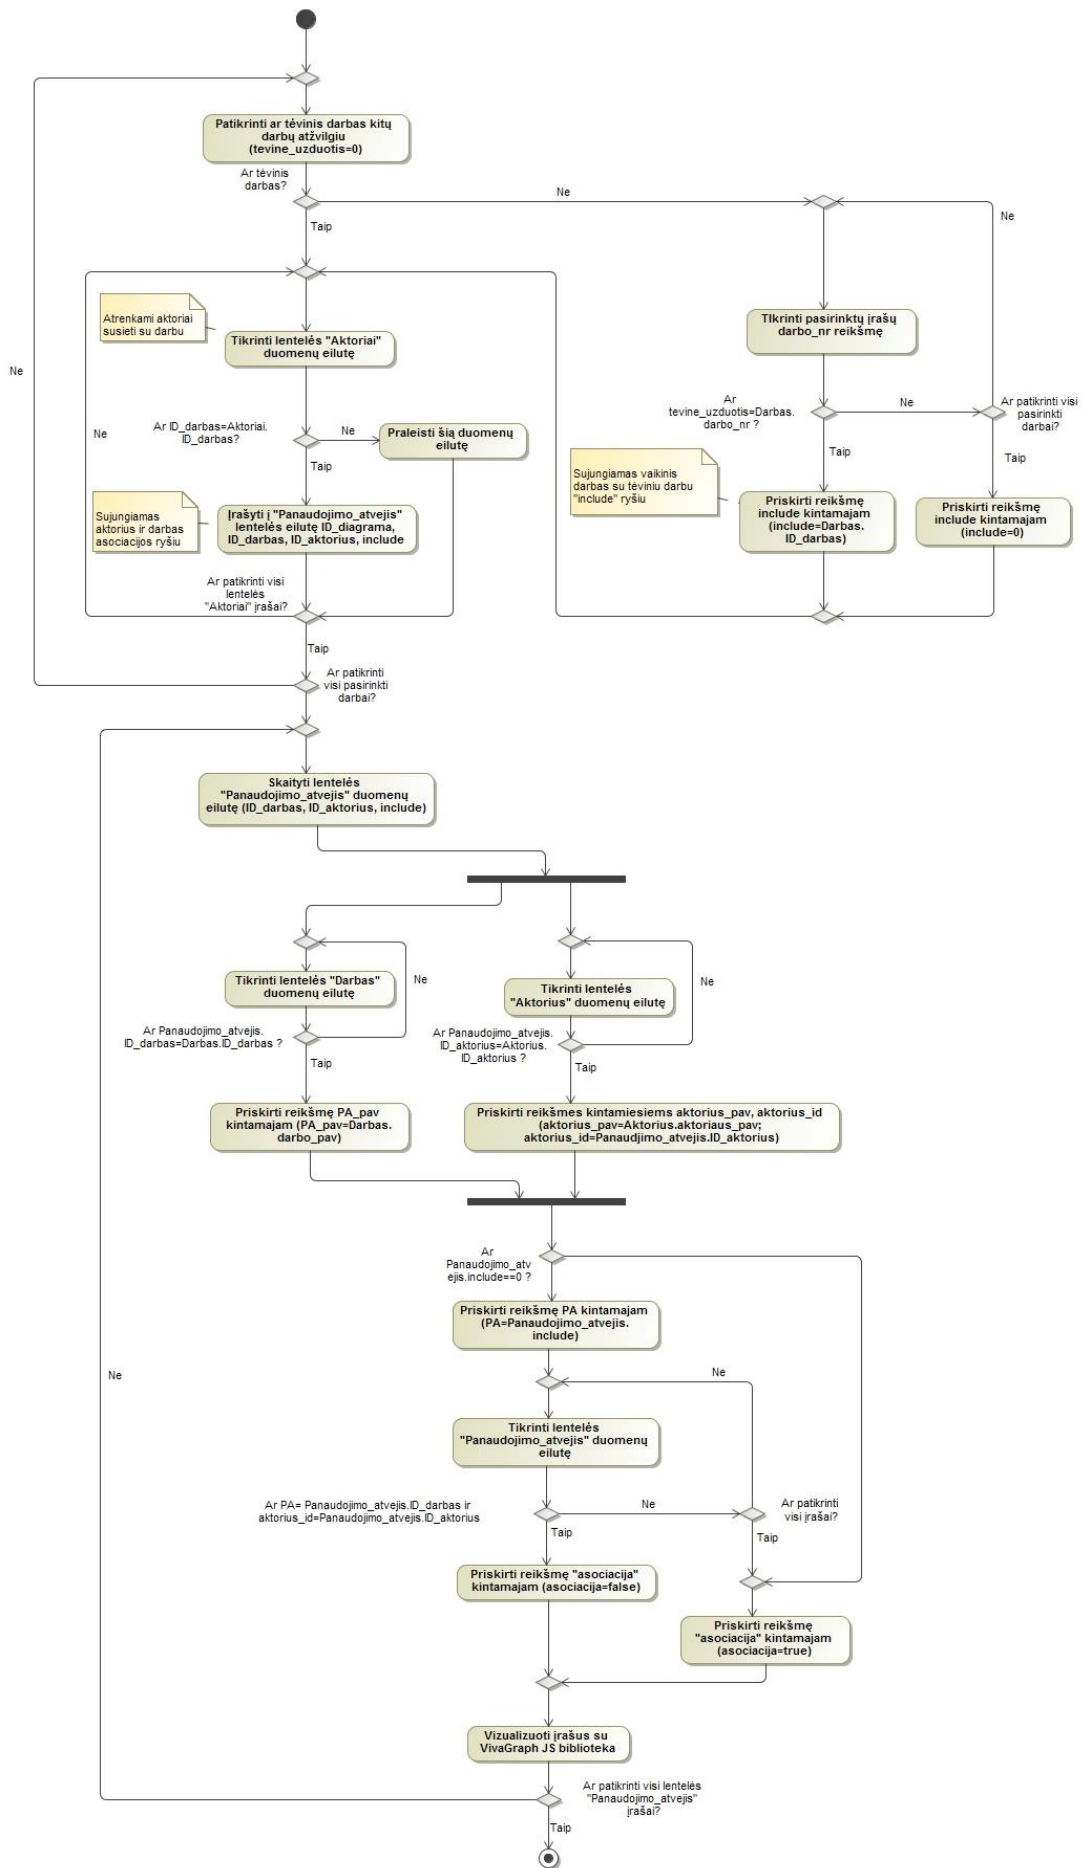 Patikrinti ar tėvinis darbas kitų
darbų atžvilgiu
(tevine_uzduotis=0)
Ar tėvinis
darbas?
Ne
Taip
Ne
Atrenkami aktoriai
susieti su darbu
Tikrinti lentelės "Aktoriai"
duomenų eilutę
TIkrinti pasirinktų įrašų
darbo_nr reikšmę
Ne
Ar
tevine_uzduotis=Darbas.
darbo_nr ?
Ne
Ar patikrinti visi
pasirinkti
darbai?
Ne
Ar ID_darbas=Aktoriai.
ID_darbas?
Ne
Praleisti šią duomenų
eilutę
Taip
Taip
Taip
Sujungiamas vaikinis
darbas su tėviniu darbu
"include" ryšiu
Sujungiamas
aktorius ir darbas
asociacijos ryšiu
Įrašyti į "Panaudojimo_atvejis"
lentelės eilutę ID_diagrama,
ID_darbas, ID_aktorius, include
Priskirti reikšmę
include kintamajam
(include=Darbas.
ID_darbas)
Priskirti reikšmę
include kintamajam
(include=0)
Ar patikrinti visi
lentelės
"Aktoriai" įrašai?
Taip
Ar patikrinti
visi pasirinkti
darbai?
Skaityti lentelės
"Panaudojimo_atvejis" duomenų
eilutę (ID_darbas, ID_aktorius, include)
Tikrinti lentelės "Darbas"
duomenų eilutę
Ne
Tikrinti lentelės
"Aktorius" duomenų eilutę
Ne
Ar Panaudojimo_atvejis.
ID_darbas=Darbas.ID_darbas ?
Ar Panaudojimo_atvejis.
ID_aktorius=Aktorius.
ID_aktorius ?
Taip
Taip
Priskirti reikšmę PA_pav
kintamajam (PA_pav=Darbas.
darbo_pav)
Priskirti reikšmes kintamiesiems aktorius_pav, aktorius_id
(aktorius_pav=Aktorius.aktoriaus_pav;
aktorius_id=Panaudjimo_atvejis.ID_aktorius)
Ar
Panaudojimo_atv
ejis.include==0 ?
Priskirti reikšmę PA kintamajam
(PA=Panaudojimo_atvejis.
include)
Ne
Ne
Tikrinti lentelės
"Panaudojimo_atvejis" duomenų
eilutę
Ar PA= Panaudojimo_atvejis.ID_darbas ir
aktorius_id=Panaudojimo_atvejis.ID_aktorius
Ne
Ar patikrinti
visi įrašai?
Taip
Taip
Priskirti reikšmę "asociacija"
kintamajam (asociacija=false)
Priskirti reikšmę
"asociacija" kintamajam
(asociacija=true)
Vizualizuoti įrašus su
VivaGraph JS biblioteka
Ar patikrinti visi lentelės
"Panaudojimo_atvejis"
įrašai?
Taip